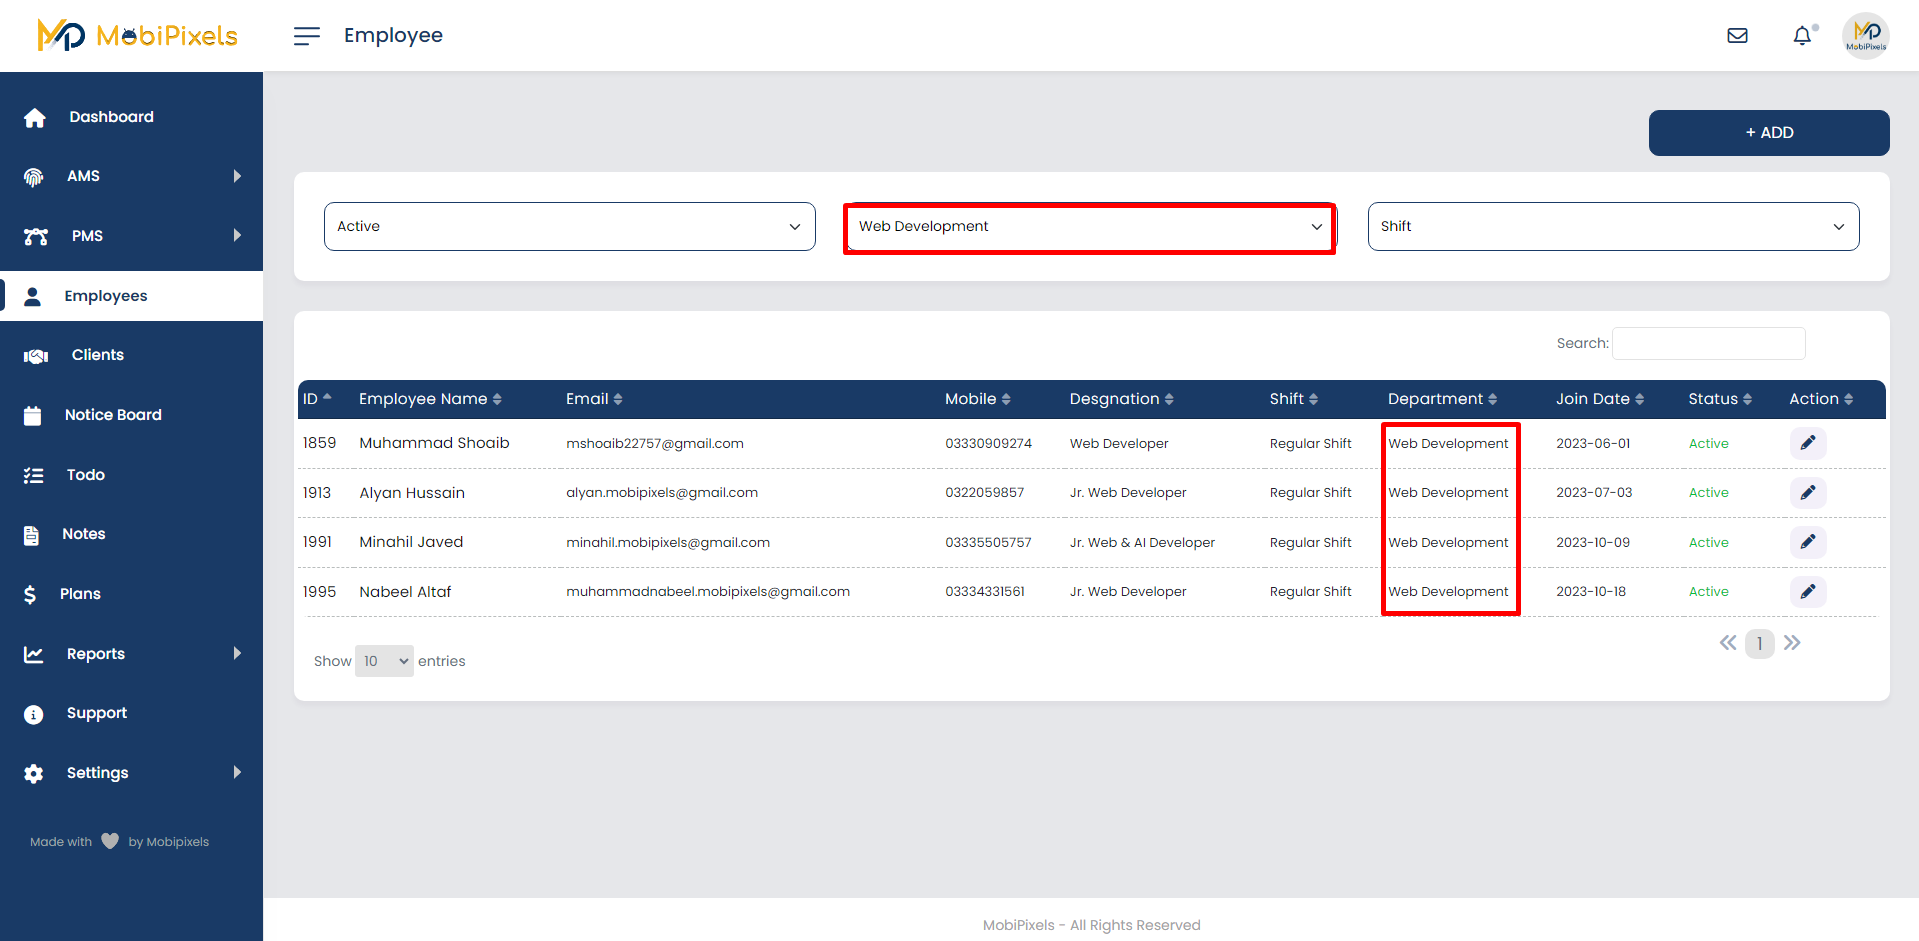 MobiPixels
Employee
MobiPixels
Dashboard
AMS
PMS
Employees
Clients
Notice Board
Todo
Notes
$ Plans
Reports
Support
Settings
Made with by Mobipixels
+ ADD
Active
Web Development
Shift
Search:
ID Employee Name Email Mobile Desgnation Shift Department Join Date Status Action
1859 Muhammad Shoaib mshoaib22757@gmail.com 03330909274 Web Developer Regular Shift Web Development 2023-06-01 Active
1913 Alyan Hussain alyan.mobipixels@gmail.com 0322059857 Jr. Web Developer Regular Shift Web Development 2023-07-03 Active
1991 Minahil Javed minahil.mobipixels@gmail.com 03335505757 Jr. Web & AI Developer Regular Shift Web Development 2023-10-09 Active
1995 Nabeel Altaf muhammadnabeel.mobipixels@gmail.com 03334331561 Jr. Web Developer Regular Shift Web Development 2023-10-18 Active
Show 10 entries
1
MobiPixels - All Rights Reserved